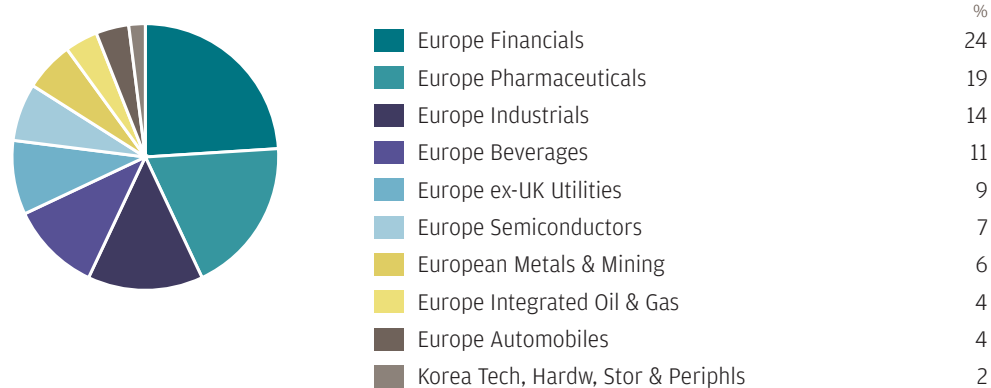 %
Europe Financials 24
Europe Pharmaceuticals 19
Europe Industrials 14
Europe Beverages 11
Europe ex-UK Utilities 9
Europe Semiconductors 7
European Metals & Mining 6
Europe Integrated Oil & Gas 4
Europe Automobiles 4
Korea Tech, Hardw, Stor & Periphls 2